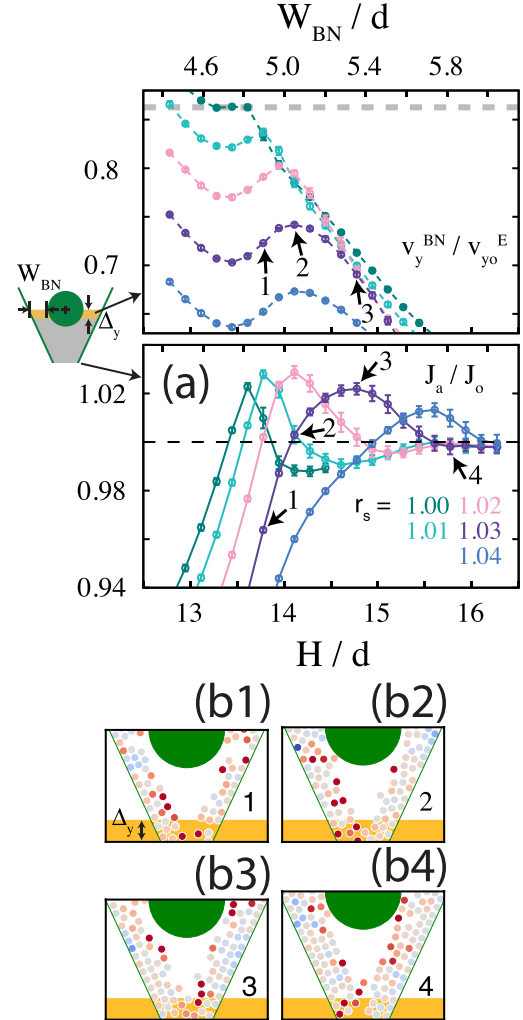 W_BN / d
4.6 5.0 5.4 5.8
0.8
0.7
v_y^BN / v_yo^E
1
2
3
W_BN
Δ_y
(a)
J_a / J_o
1.02
1.00
0.98
0.94
3
2
1
4
r_s = 1.00 1.02
1.01 1.03
1.04
13 14 15 16
H / d
(b1) (b2)
Δ_y
1
2
(b3) (b4)
3
4